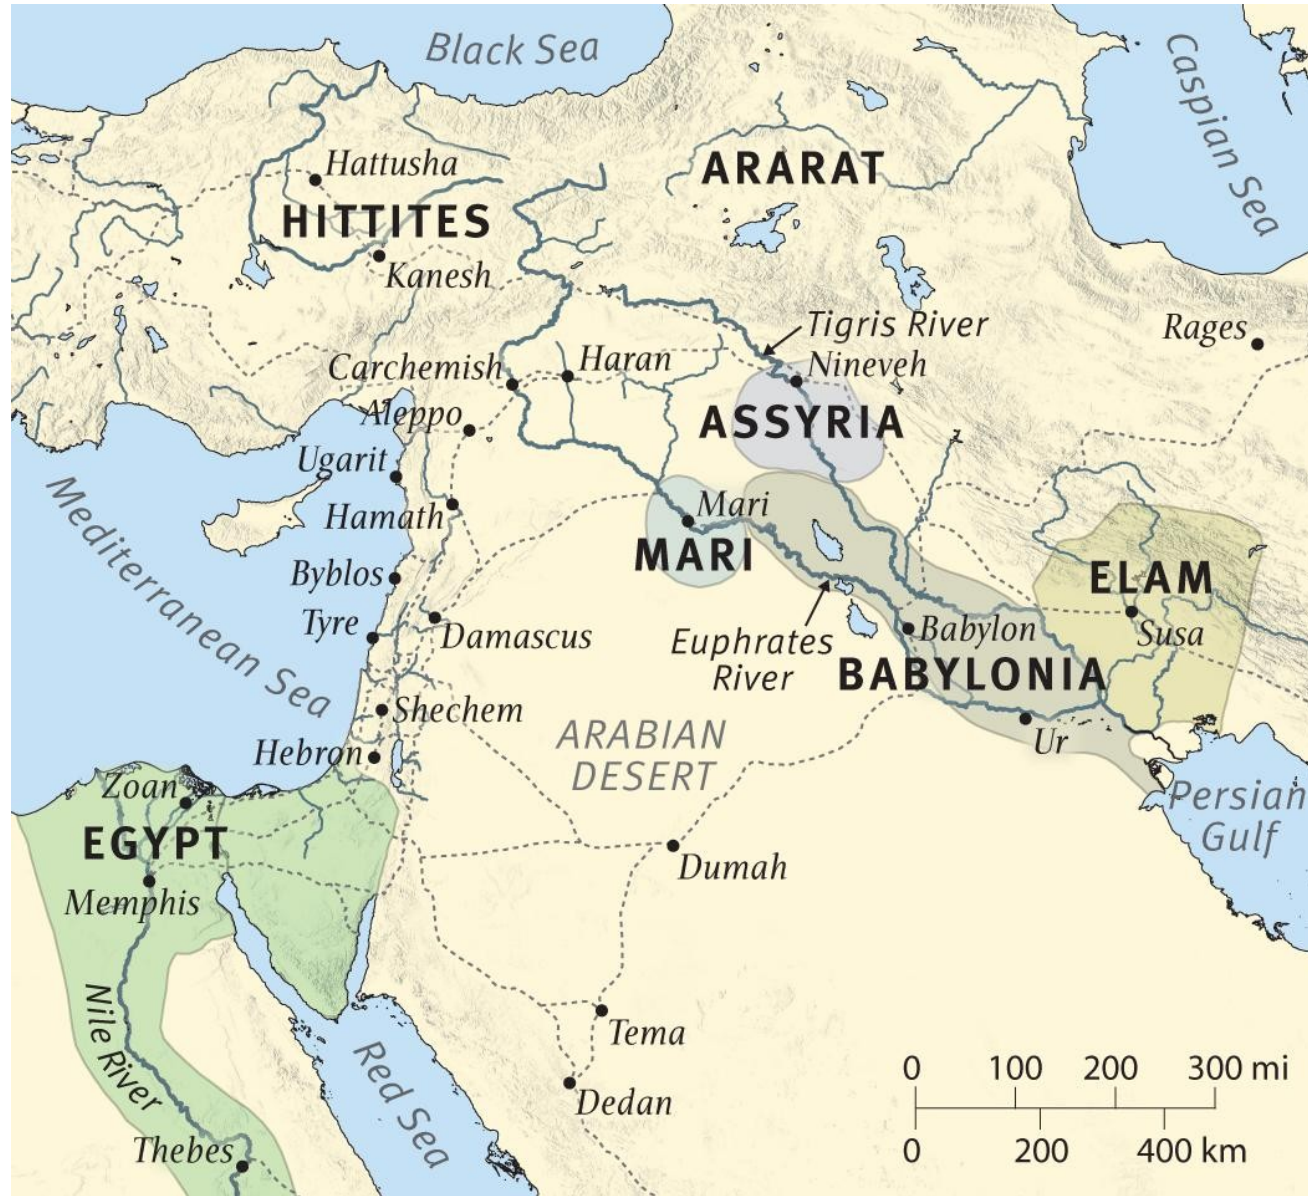 Black Sea
Caspian Sea
Hattusha
ARARAT
HITTITES
Kanesh
Tigris River
Rages
Nineveh
Haran
Carchemish
Aleppo
ASSYRIA
Ugarit
Mari
Hamath
MARI
Byblos
ELAM
Tyre
Damascus
Babylon
Susa
Euphrates
River
BABYLONIA
Mediterranean Sea
Shechem
ARABIAN
DESERT
Ur
Hebron
Zoan
Persian
Gulf
EGYPT
Dumah
Memphis
Nile River
Tema
Red Sea
Dedan
Thebes
0 100 200 300 mi
0 200 400 km